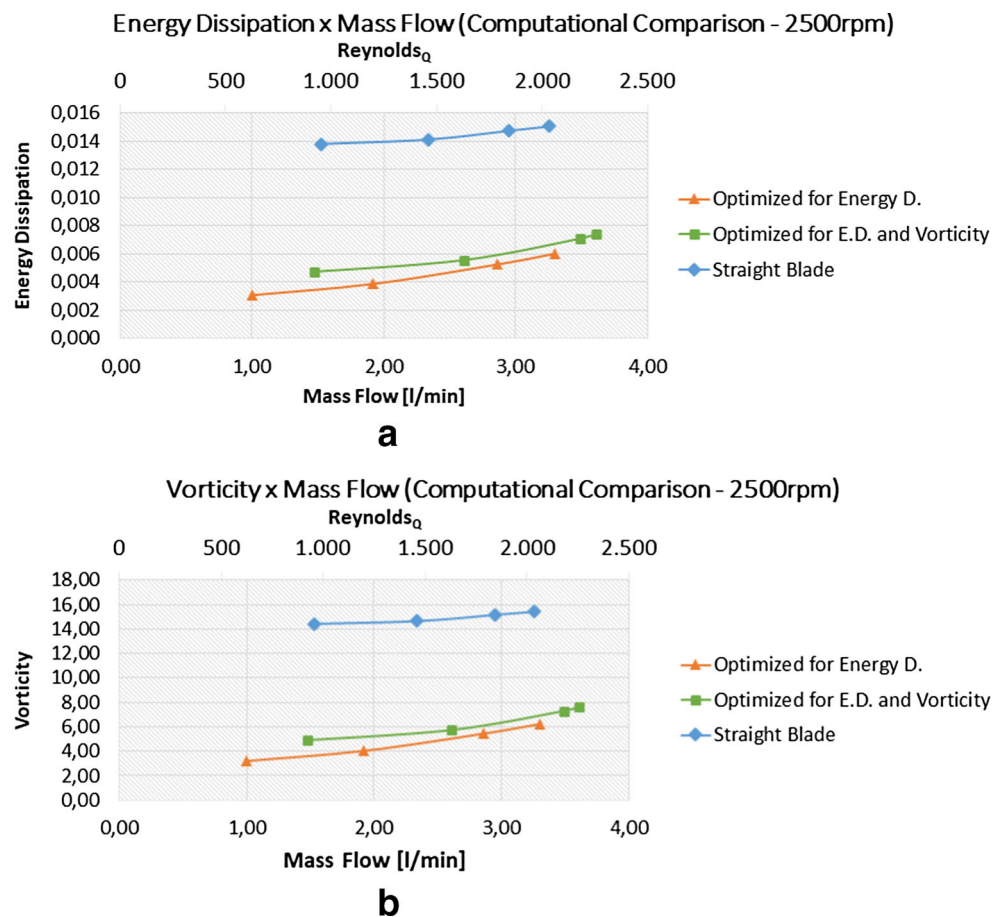 Energy Dissipation x Mass Flow (Computational Comparison - 2500rpm)
Reynolds_Q
0 500 1.000 1.500 2.000 2.500
0,016
0,014
0,012
0,010
0,008
0,006
0,004
0,002
0,000
Energy Dissipation
0,00 1,00 2,00 3,00 4,00
Mass Flow [l/min]
Optimized for Energy D.
Optimized for E.D. and Vorticity
Straight Blade
a
Vorticity x Mass Flow (Computational Comparison - 2500rpm)
Reynolds_Q
0 500 1.000 1.500 2.000 2.500
18,00
16,00
14,00
12,00
10,00
8,00
6,00
4,00
2,00
0,00
Vorticity
0,00 1,00 2,00 3,00 4,00
Mass Flow [l/min]
Optimized for Energy D.
Optimized for E.D. and Vorticity
Straight Blade
b